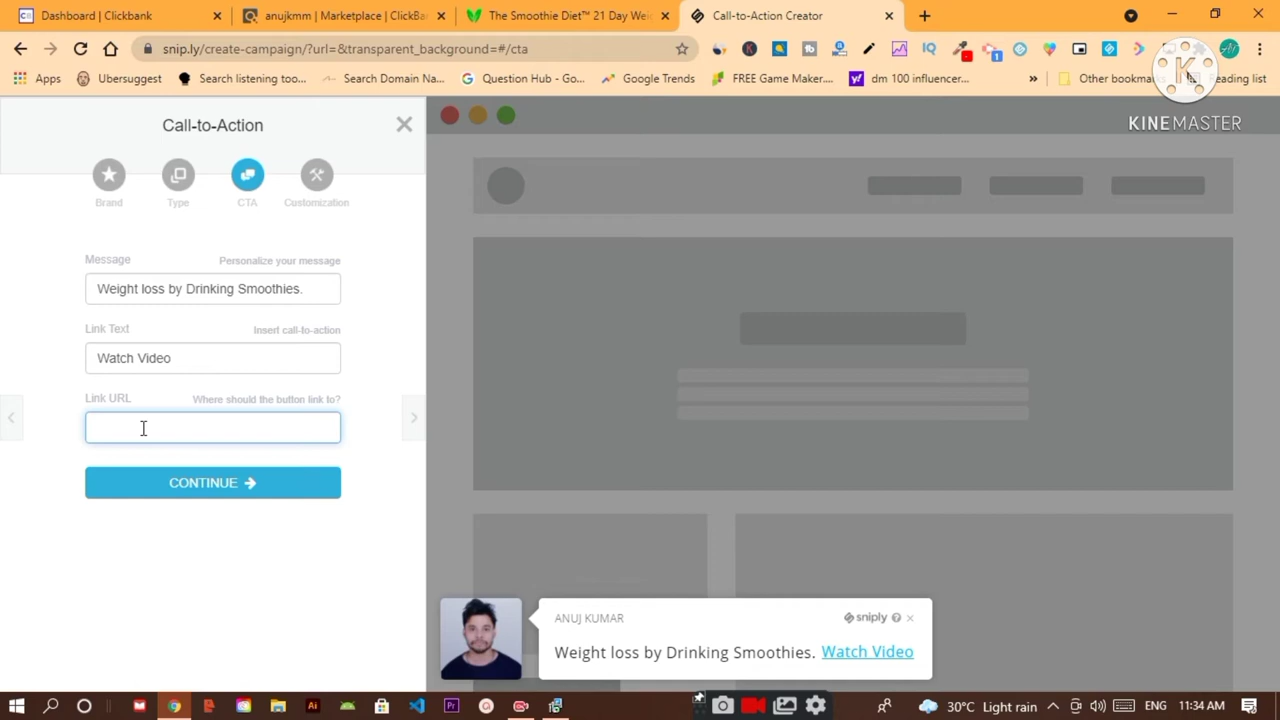 Dashboard | Clickbank
anujkmm | Marketplace | ClickBa
The Smoothie Diet™ 21 Day Wei
Call-to-Action Creator
snip.ly/create-campaign/?url=&transparent_background=#/cta
Apps
Ubersuggest
Search listening too...
Search Domain Na...
Question Hub - Go...
Google Trends
FREE Game Maker....
dm 100 influencer...
»
Other bookmarks
Reading list
KINEMASTER
Call-to-Action
Brand
Type
CTA
Customization
Message
Personalize your message
Weight loss by Drinking Smoothies.
Link Text
Insert call-to-action
Watch Video
Link URL
Where should the button link to?
CONTINUE
ANUJ KUMAR
sniply
Weight loss by Drinking Smoothies. Watch Video
30°C Light rain
ENG
11:34 AM